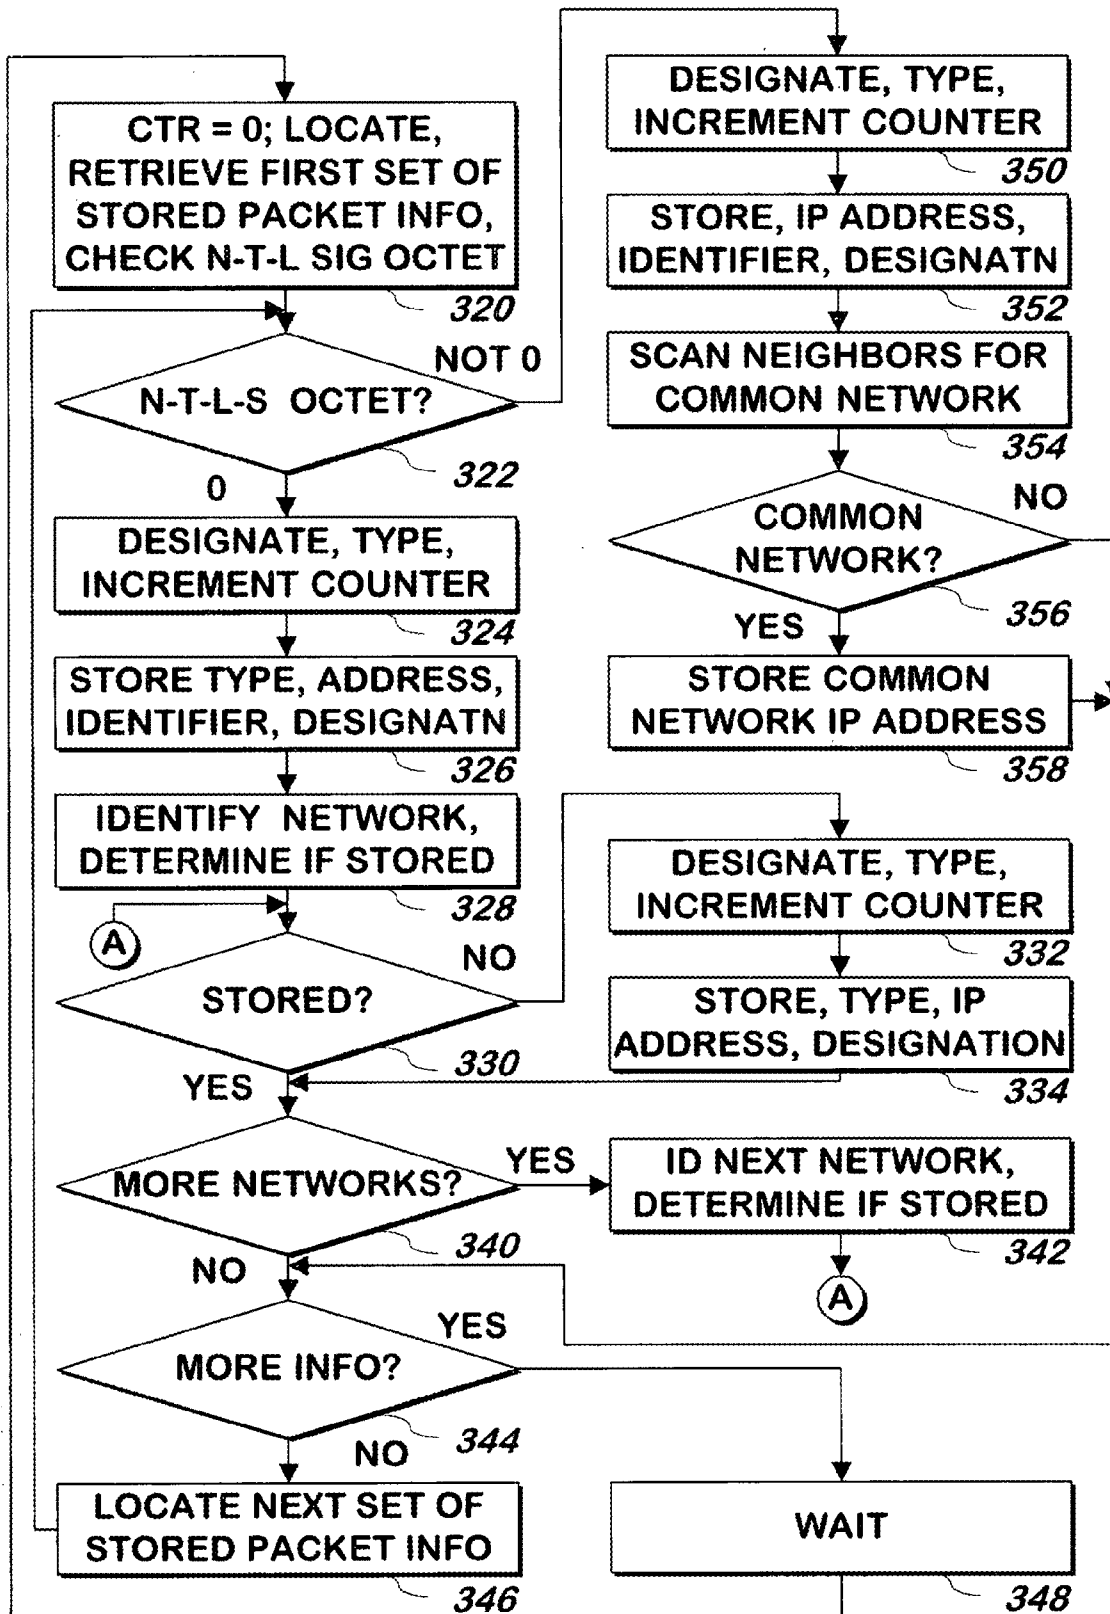 CTR = 0; LOCATE,
RETRIEVE FIRST SET OF
STORED PACKET INFO,
CHECK N-T-L SIG OCTET
320
N-T-L-S OCTET?
NOT 0
322
0
DESIGNATE, TYPE,
INCREMENT COUNTER
324
STORE TYPE, ADDRESS,
IDENTIFIER, DESIGNATN
326
IDENTIFY NETWORK,
DETERMINE IF STORED
328
A
STORED?
NO
330
YES
MORE NETWORKS?
YES
340
NO
MORE INFO?
YES
344
NO
LOCATE NEXT SET OF
STORED PACKET INFO
346
DESIGNATE, TYPE,
INCREMENT COUNTER
350
STORE, IP ADDRESS,
IDENTIFIER, DESIGNATN
352
SCAN NEIGHBORS FOR
COMMON NETWORK
354
COMMON
NETWORK?
NO
356
YES
STORE COMMON
NETWORK IP ADDRESS
358
DESIGNATE, TYPE,
INCREMENT COUNTER
332
STORE, TYPE, IP
ADDRESS, DESIGNATION
334
ID NEXT NETWORK,
DETERMINE IF STORED
342
A
WAIT
348